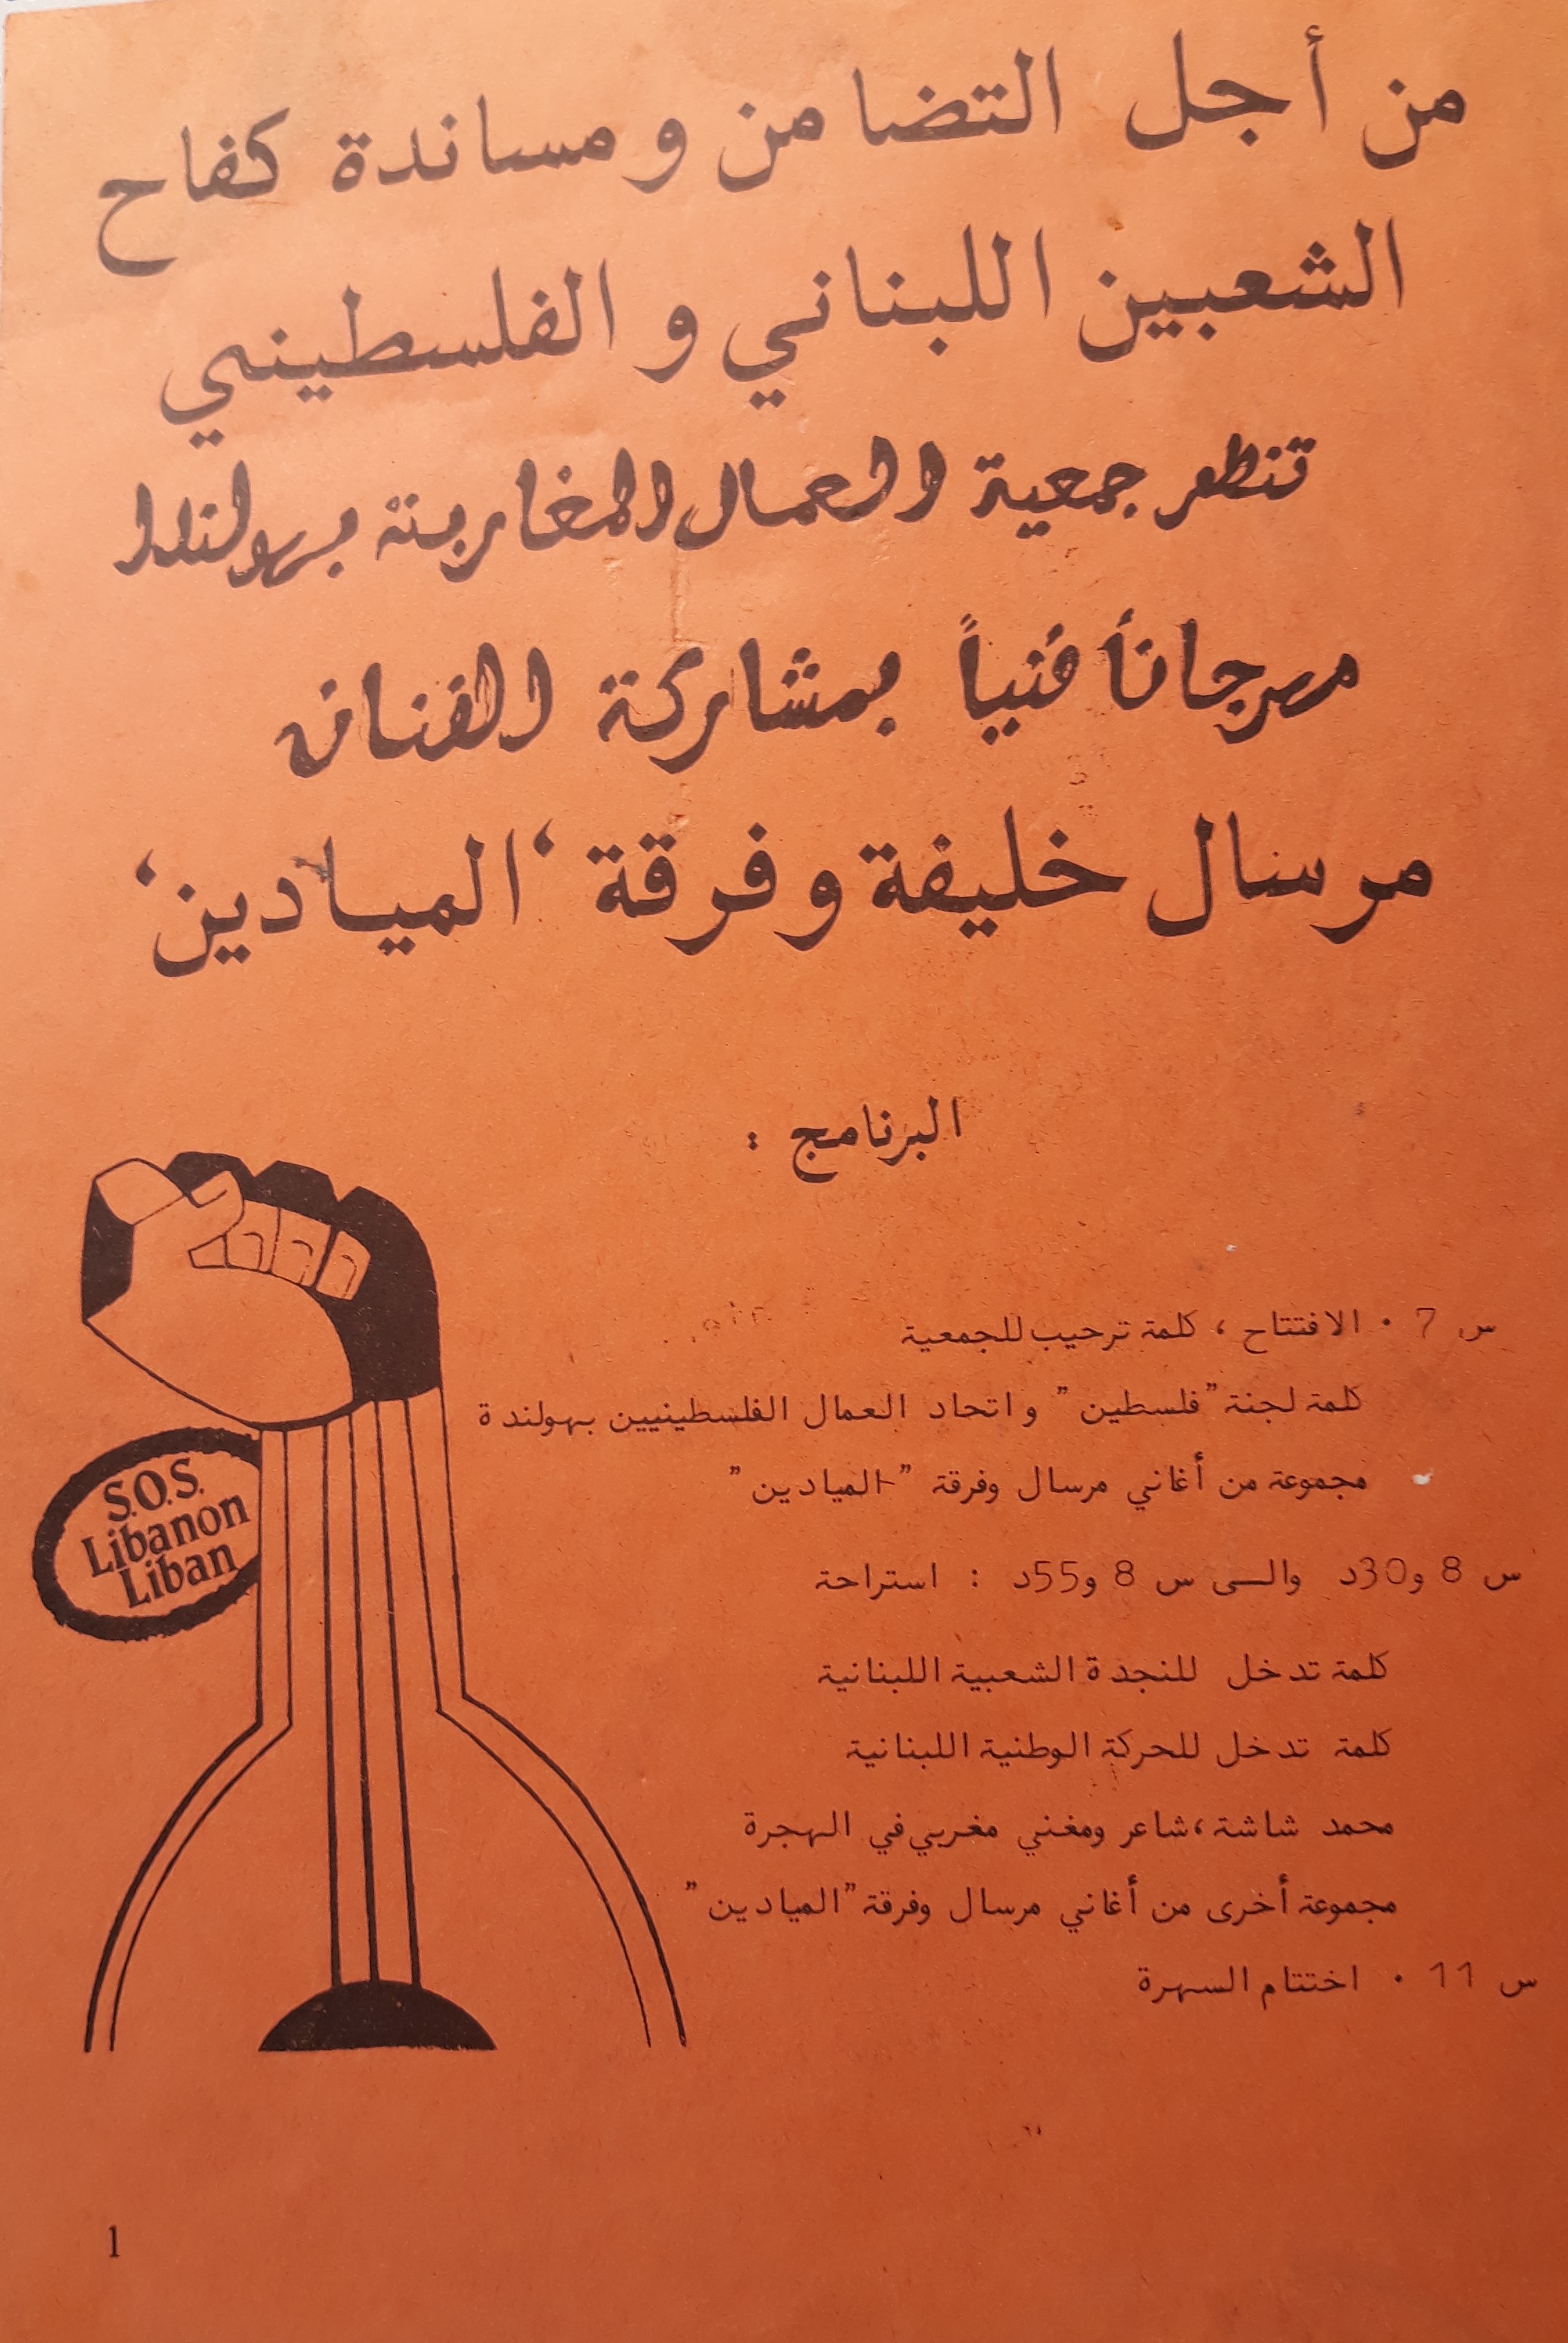 من أجل التضامن و مساندة كفاح
الشعبين اللبناني و الفلسطيني
تنظم جمعية العمال المغاربة بهولندا
مهرجاناً فنياً بمشاركة الفنان
مرسال خليفة و فرقة ‘الميادين‘
البرنامج :
س 7 · الافتتاح ، كلمة ترحيب للجمعية
كلمة لجنة ”فلسطين” و اتحاد العمال الفلسطينيين بهولندة
مجموعة من أغاني مرسال وفرقة ”الميادين”
س 8 و30د والى س 8 و55د : استراحة
كلمة تدخل للنجدة الشعبية اللبنانية
كلمة تدخل للحركة الوطنية اللبنانية
محمد شاشة ،شاعر ومغني مغربي في الهجرة
مجموعة أخرى من أغاني مرسال وفرقة ”الميادين”
س 11 · اختتام السهرة
S.O.S.
Libanon
Liban
1